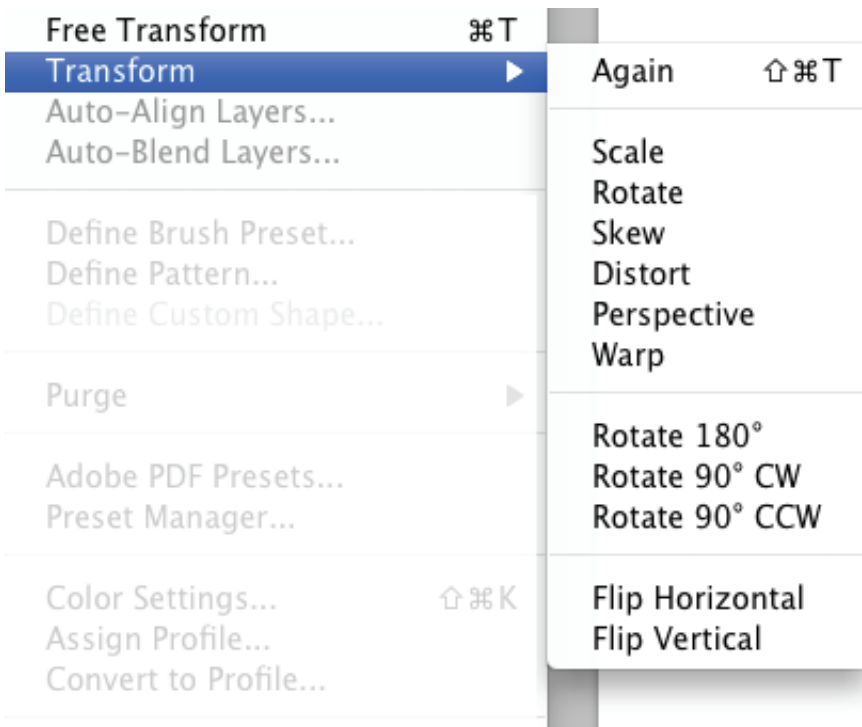 Free Transform ⌘T
Transform ▶
Auto-Align Layers...
Auto-Blend Layers...
Define Brush Preset...
Define Pattern...
Define Custom Shape...
Purge ▶
Adobe PDF Presets...
Preset Manager...
Color Settings... ⇧⌘K
Assign Profile...
Convert to Profile...
Again ⇧⌘T
Scale
Rotate
Skew
Distort
Perspective
Warp
Rotate 180°
Rotate 90° CW
Rotate 90° CCW
Flip Horizontal
Flip Vertical